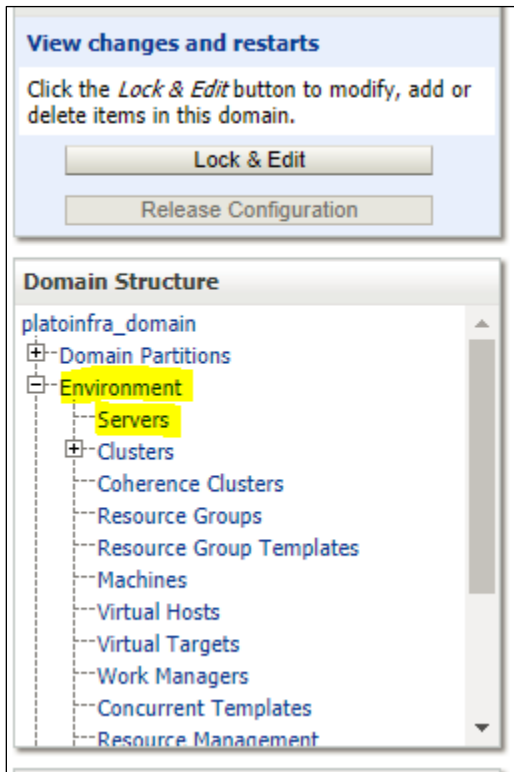 View changes and restarts
Click the Lock & Edit button to modify, add or
delete items in this domain.
Lock & Edit
Release Configuration
Domain Structure
platoinfra_domain
Domain Partitions
Environment
Servers
Clusters
Coherence Clusters
Resource Groups
Resource Group Templates
Machines
Virtual Hosts
Virtual Targets
Work Managers
Concurrent Templates
Resource Management